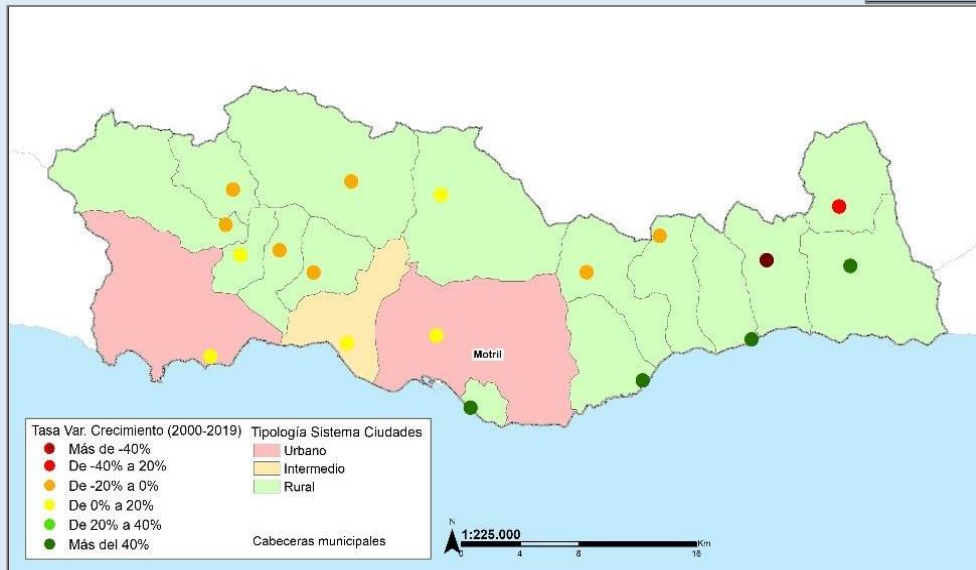 Motril
Tasa Var. Crecimiento (2000-2019)
Más de -40%
De -40% a 20%
De -20% a 0%
De 0% a 20%
De 20% a 40%
Más del 40%
Tipología Sistema Ciudades
Urbano
Intermedio
Rural
Cabeceras municipales
N
1:225.000
Km
0 4 8 16